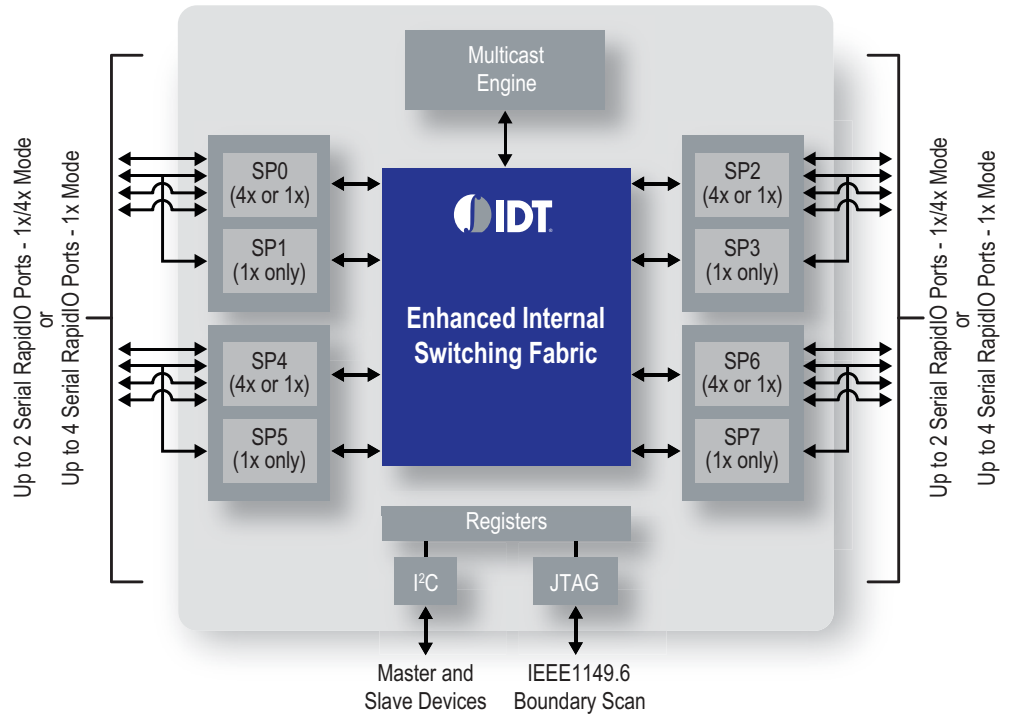 Multicast
Engine
SP0
(4x or 1x)
SP1
(1x only)
SP2
(4x or 1x)
SP3
(1x only)
IDT
Enhanced Internal
Switching Fabric
SP4
(4x or 1x)
SP5
(1x only)
SP6
(4x or 1x)
SP7
(1x only)
Registers
I²C
JTAG
Master and
Slave Devices
IEEE1149.6
Boundary Scan
Up to 2 Serial RapidIO Ports - 1x/4x Mode
or
Up to 4 Serial RapidIO Ports - 1x Mode
Up to 2 Serial RapidIO Ports - 1x/4x Mode
or
Up to 4 Serial RapidIO Ports - 1x Mode